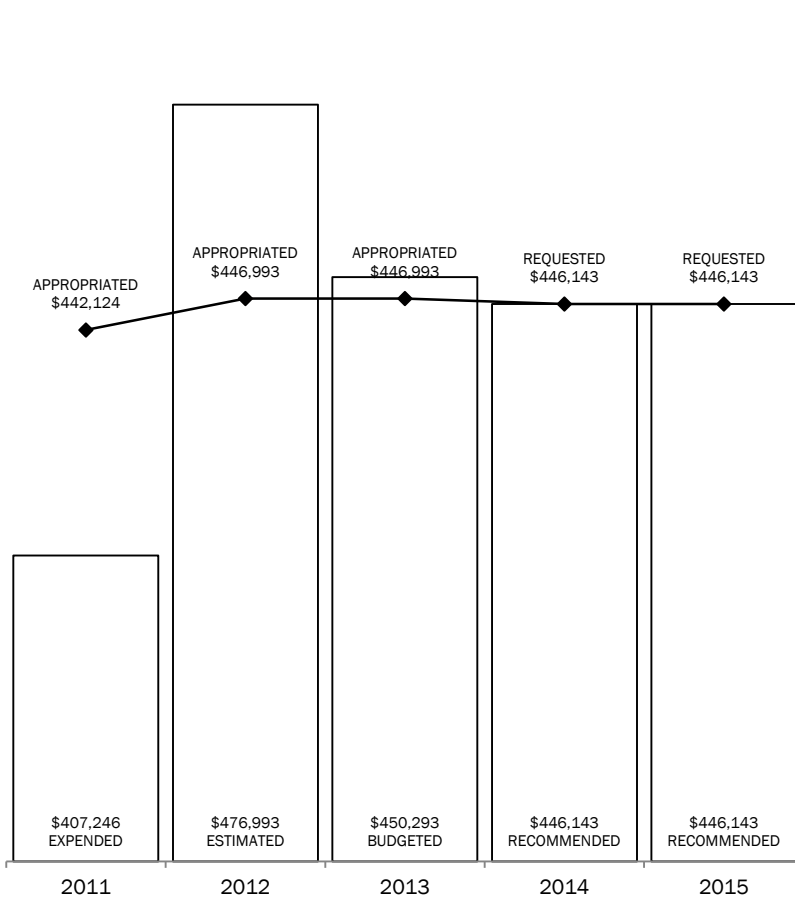 APPROPRIATED
$442,124
APPROPRIATED
$446,993
APPROPRIATED
$446,993
REQUESTED
$446,143
REQUESTED
$446,143
$407,246
EXPENDED
$476,993
ESTIMATED
$450,293
BUDGETED
$446,143
RECOMMENDED
$446,143
RECOMMENDED
2011
2012
2013
2014
2015